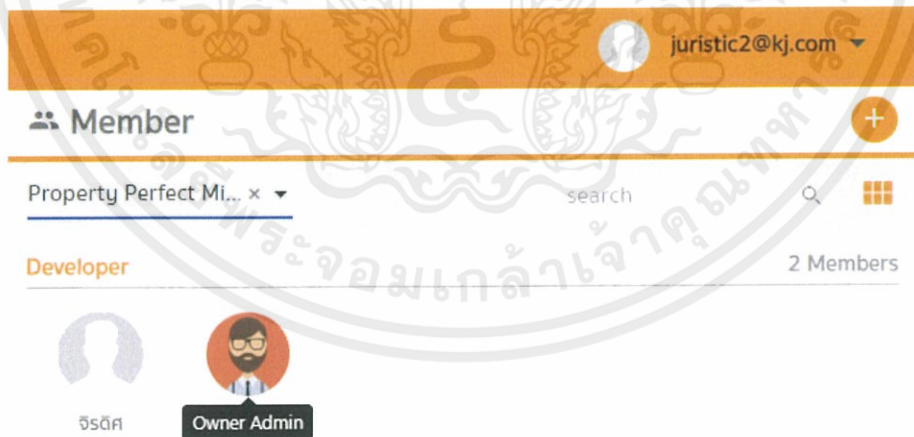 juristic2@kj.com
Member
Property Perfect Mi... ×
search
Developer
2 Members
จิรดิศ
Owner Admin